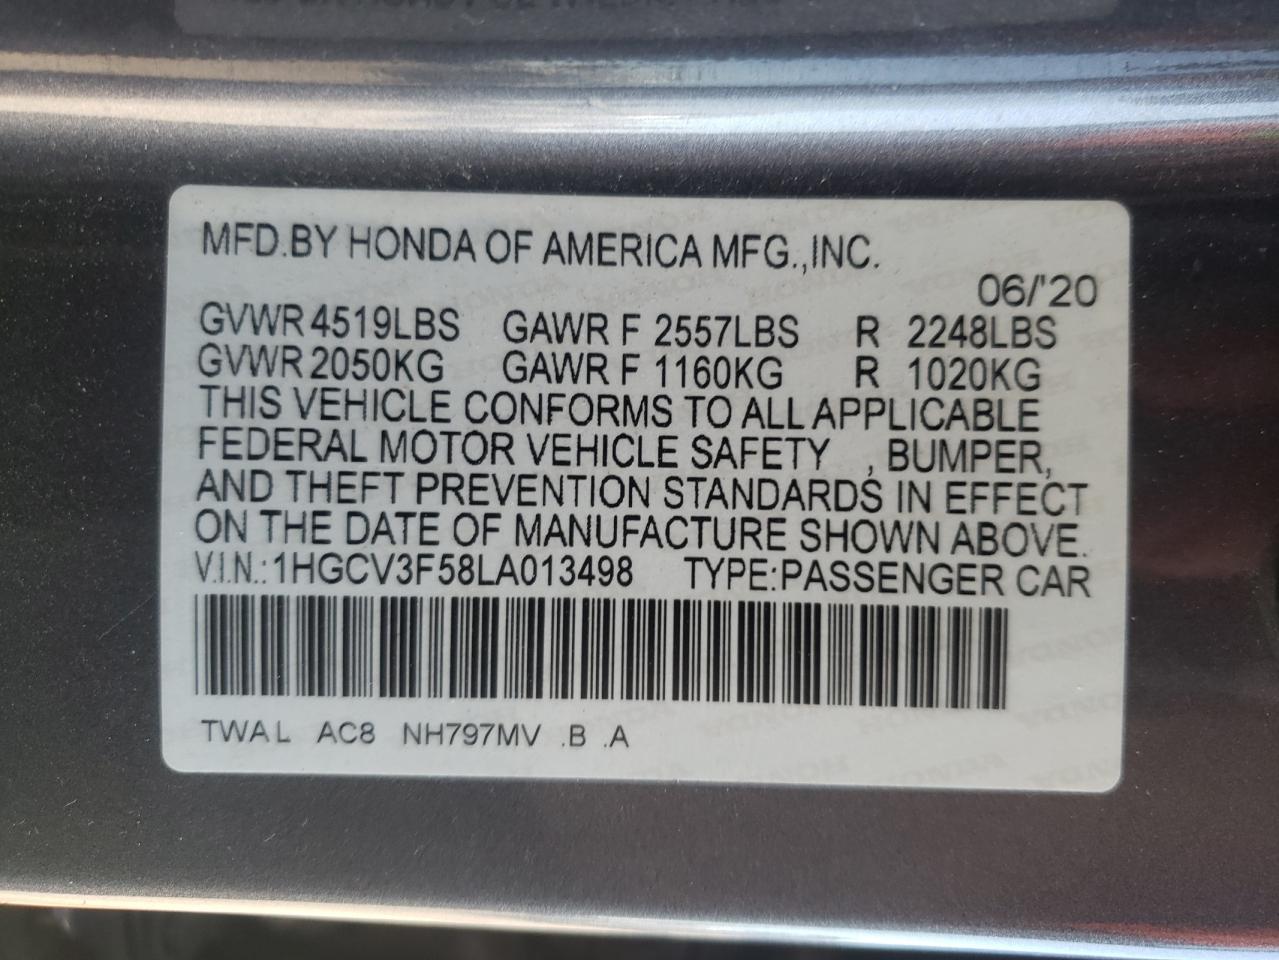 MFD.BY HONDA OF AMERICA MFG.,INC.
06/'20
GVWR 4519LBS GAWR F 2557LBS R 2248LBS
GVWR 2050KG GAWR F 1160KG R 1020KG
THIS VEHICLE CONFORMS TO ALL APPLICABLE
FEDERAL MOTOR VEHICLE SAFETY , BUMPER,
AND THEFT PREVENTION STANDARDS IN EFFECT
ON THE DATE OF MANUFACTURE SHOWN ABOVE.
V.I.N.: 1HGCV3F58LA013498 TYPE:PASSENGER CAR
TWAL AC8 NH797MV .B .A